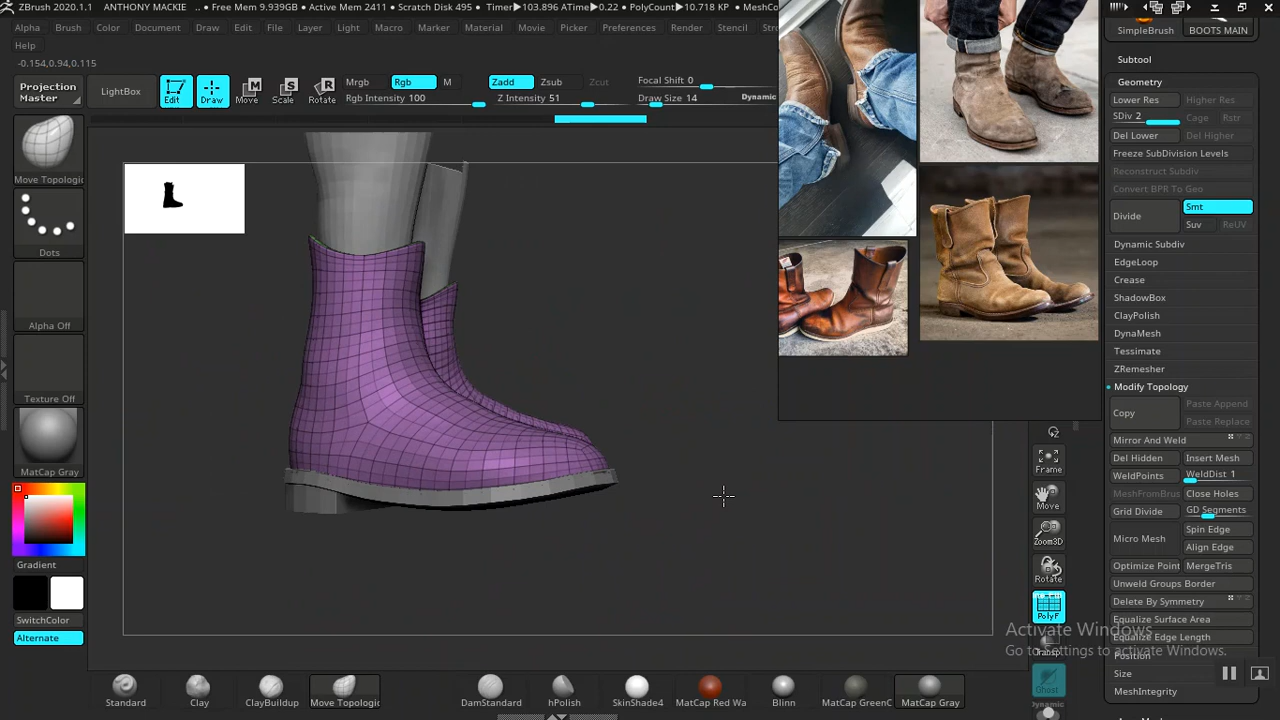 ZBrush 2020.1.1 ANTHONY MACKIE .. • Free Mem 9.939GB • Active Mem 2411 • Scratch Disk 495 • Timer▸103.896 ATime▸0.22 • PolyCount▸10.718 KP • MeshCo
Alpha Brush Color Document Draw Edit File Layer Light Macro Marker Material Movie Picker Preferences Render Stencil
Help
-0.154,0.94,0.115
Projection Master
LightBox
Edit
Draw
Move
Scale
Rotate
Mrgb Rgb M
Rgb Intensity 100
Zadd Zsub Zcut
Z Intensity 51
Focal Shift 0
Draw Size 14
Dynamic
Move Topologic
Dots
Alpha Off
Texture Off
MatCap Gray
Gradient
SwitchColor
Alternate
Standard
Clay
ClayBuildup
Move Topologic
DamStandard
hPolish
SkinShade4
MatCap Red Wa
Blinn
MatCap GreenC
MatCap Gray
Frame
Move
Zoom3D
Rotate
PolyF
Transp
Ghost
Dynamic
SimpleBrush BOOTS MAIN
Subtool
Geometry
Lower Res Higher Res
SDiv 2 Cage Rstr
Del Lower Del Higher
Freeze SubDivision Levels
Reconstruct Subdiv
Convert BPR To Geo
Divide Smt
Suv ReUV
Dynamic Subdiv
EdgeLoop
Crease
ShadowBox
ClayPolish
DynaMesh
Tessimate
ZRemesher
Modify Topology
Copy Paste Append
Paste Replace
Mirror And Weld
Del Hidden Insert Mesh
WeldPoints WeldDist 1
MeshFromBrus Close Holes
Grid Divide GD Segments
Micro Mesh Spin Edge
Align Edge
Optimize Point MergeTris
Unweld Groups Border
Delete By Symmetry
Equalize Surface Area
Equalize Edge Length
Position
Size
MeshIntegrity
Activate Windows
Go to Settings to activate Windows.